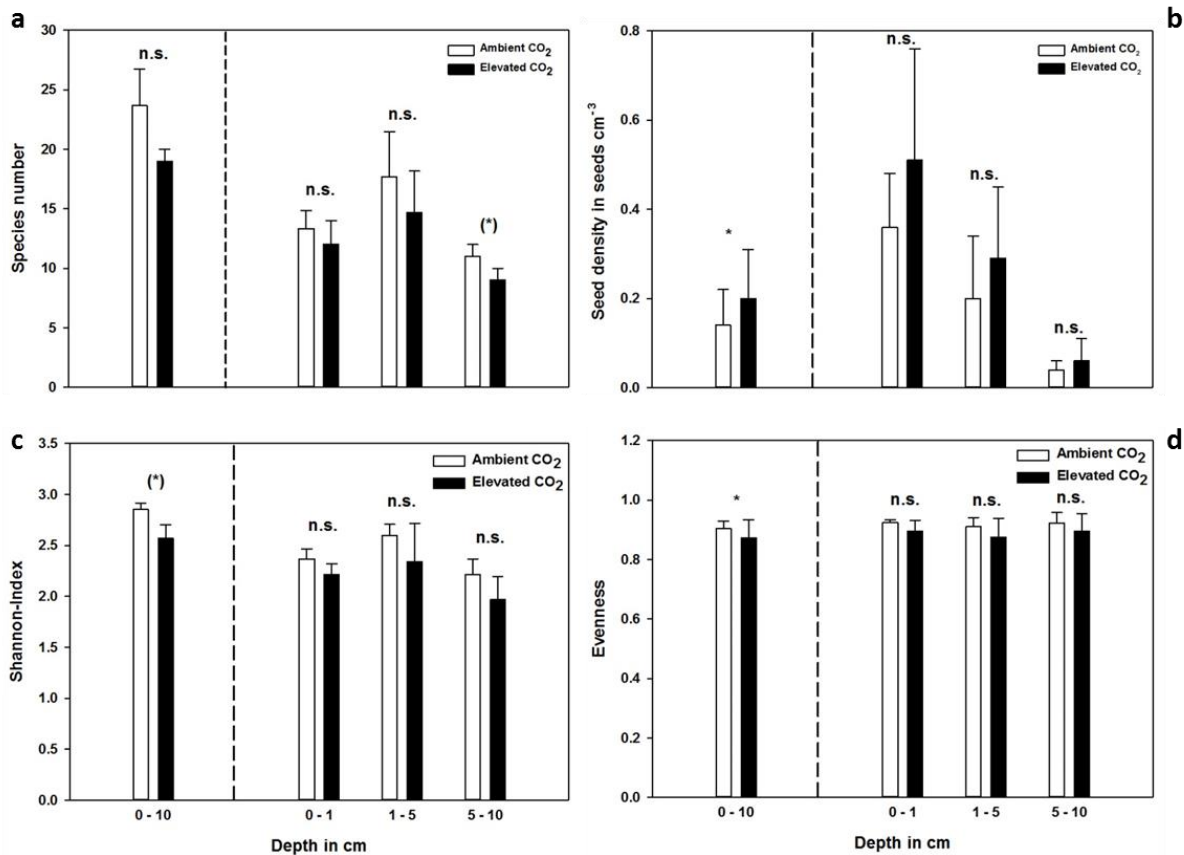 a
Species number
30
25
20
15
10
5
0
Ambient CO2
Elevated CO2
n.s.
n.s.
n.s.
(*)
b
Seed density in seeds cm-3
0.8
0.6
0.4
0.2
0.0
Ambient CO2
Elevated CO2
*
n.s.
n.s.
n.s.
c
Shannon-Index
3.5
3.0
2.5
2.0
1.5
1.0
0.5
0.0
Ambient CO2
Elevated CO2
(*)
n.s.
n.s.
n.s.
0 - 10 0 - 1 1 - 5 5 - 10
Depth in cm
d
Evenness
1.2
1.0
0.8
0.6
0.4
0.2
0.0
Ambient CO2
Elevated CO2
*
n.s.
n.s.
n.s.
0 - 10 0 - 1 1 - 5 5 - 10
Depth in cm